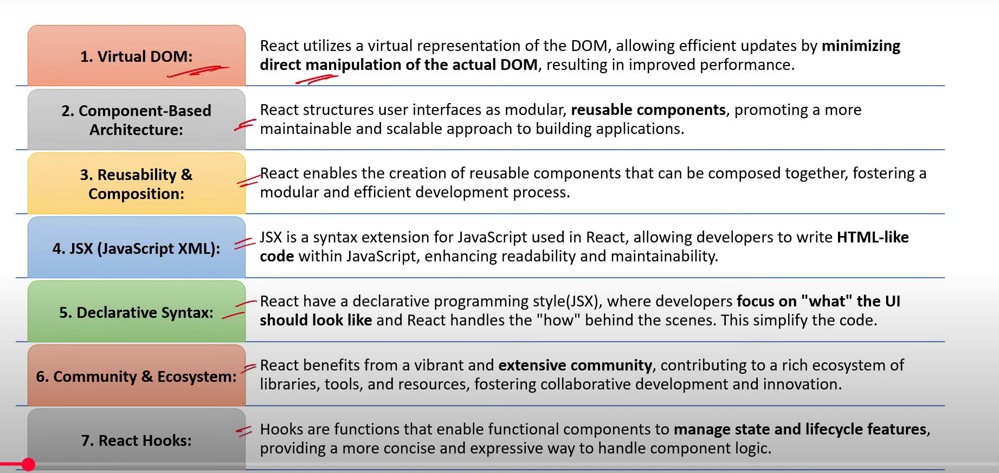 1. Virtual DOM:
React utilizes a virtual representation of the DOM, allowing efficient updates by minimizing
direct manipulation of the actual DOM, resulting in improved performance.
2. Component-Based
Architecture:
React structures user interfaces as modular, reusable components, promoting a more
maintainable and scalable approach to building applications.
3. Reusability &
Composition:
React enables the creation of reusable components that can be composed together, fostering a
modular and efficient development process.
4. JSX (JavaScript XML):
JSX is a syntax extension for JavaScript used in React, allowing developers to write HTML-like
code within JavaScript, enhancing readability and maintainability.
5. Declarative Syntax:
React have a declarative programming style(JSX), where developers focus on "what" the UI
should look like and React handles the "how" behind the scenes. This simplify the code.
6. Community & Ecosystem:
React benefits from a vibrant and extensive community, contributing to a rich ecosystem of
libraries, tools, and resources, fostering collaborative development and innovation.
7. React Hooks:
Hooks are functions that enable functional components to manage state and lifecycle features,
providing a more concise and expressive way to handle component logic.